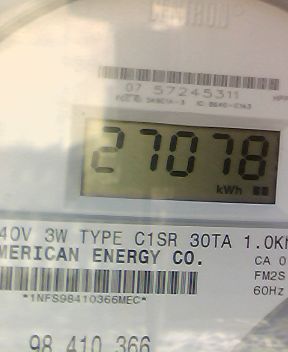 07 57245311
27078
kWh
40V 3W TYPE C1SR 30TA 1.0Kh
MERICAN ENERGY CO.
CA 0
FM2S
*1NFS98410366MEC*
60Hz
98 410 366